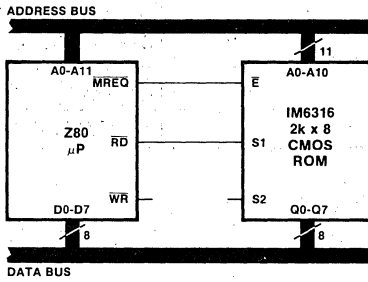 ADDRESS BUS
11
A0-A11
A0-A10
MREQ
E
Z80
μP
IM6316
2k x 8
CMOS
ROM
RD
S1
WR
S2
D0-D7
Q0-Q7
8
8
DATA BUS